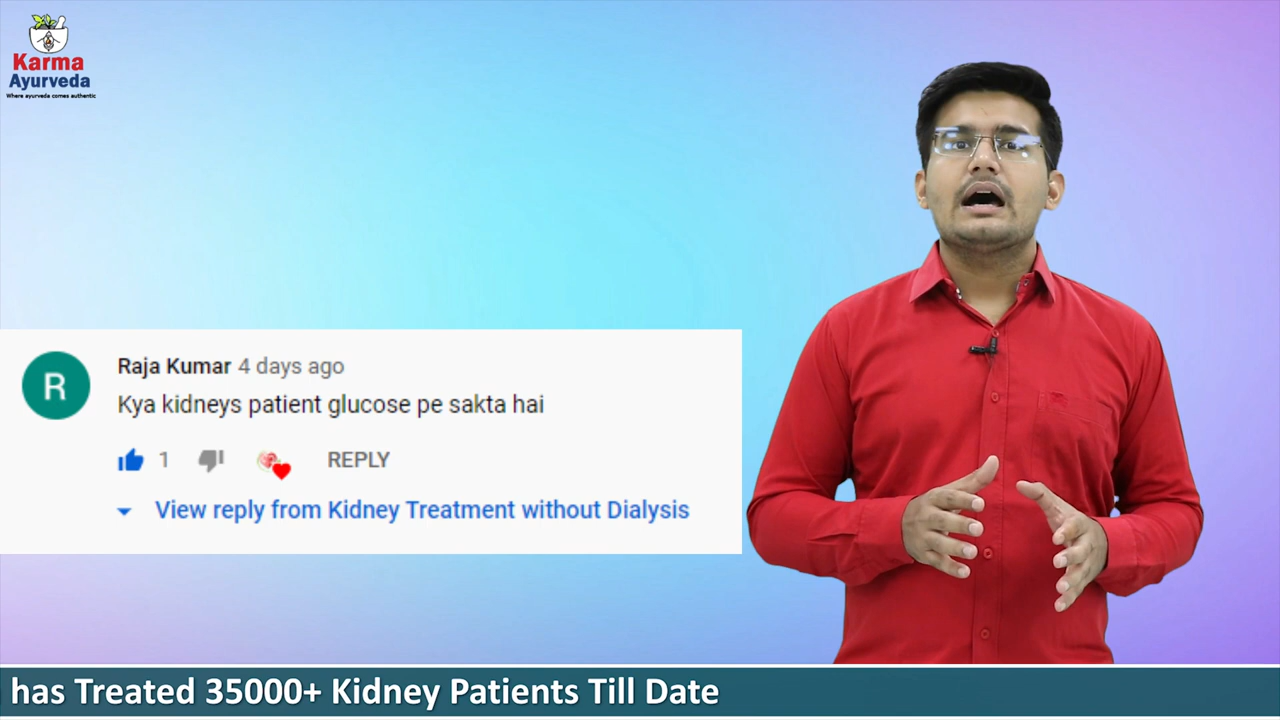 Karma
Ayurveda
Where ayurveda comes authentic
R
Raja Kumar 4 days ago
Kya kidneys patient glucose pe sakta hai
1
REPLY
View reply from Kidney Treatment without Dialysis
has Treated 35000+ Kidney Patients Till Date